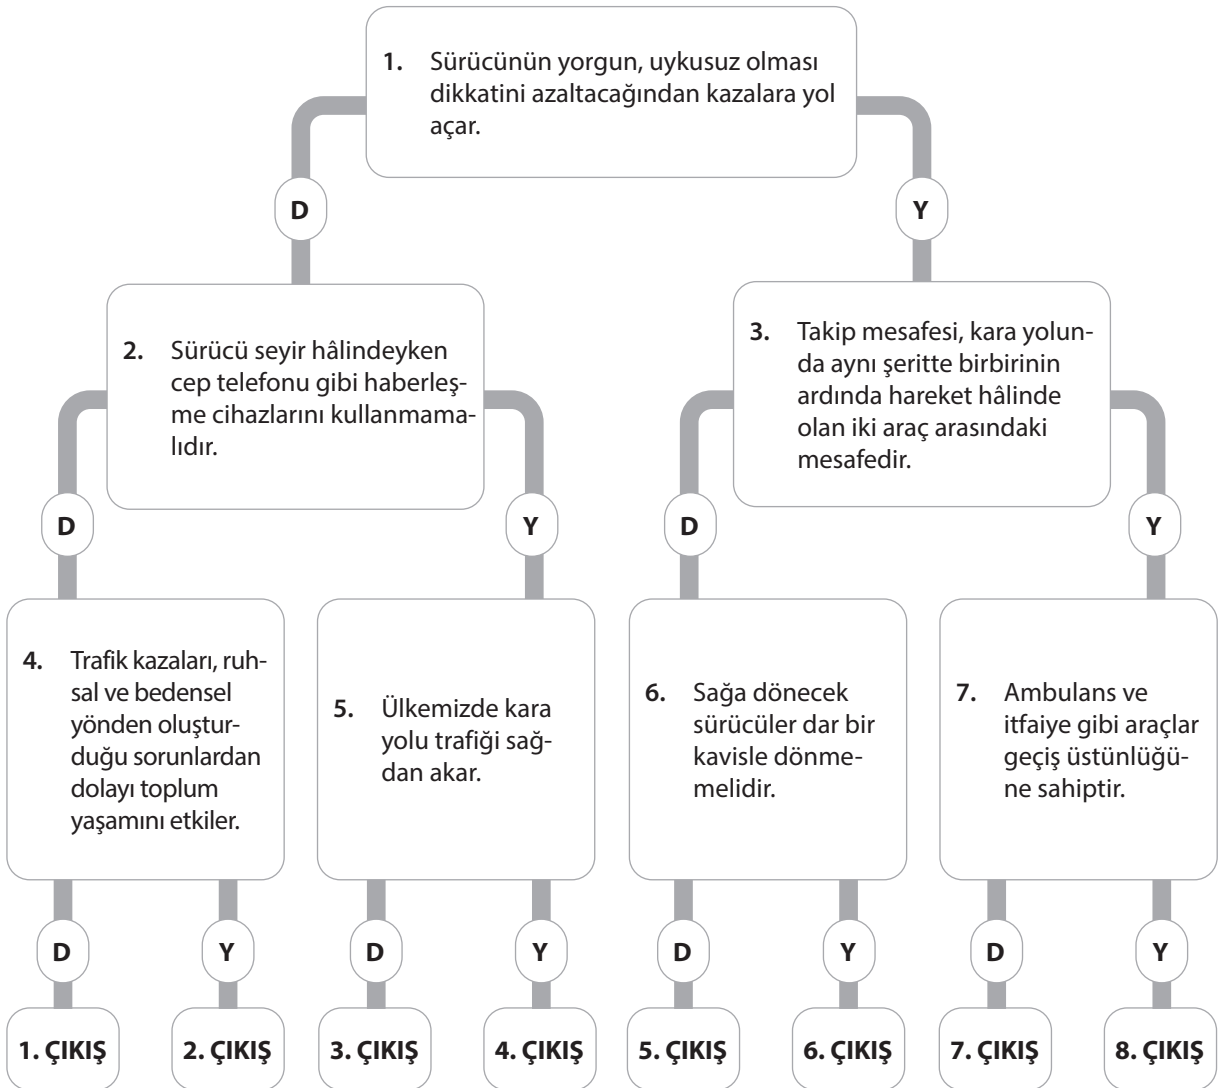 1. Sürücünün yorgun, uykusuz olması
dikkatini azaltacağından kazalara yol
açar.
D
Y
2. Sürücü seyir hâlindeyken
cep telefonu gibi haberleş-
me cihazlarını kullanmama-
lıdır.
3. Takip mesafesi, kara yolun-
da aynı şeritte birbirinin
ardında hareket hâlinde
olan iki araç arasındaki
mesafedir.
D
Y
D
Y
4. Trafik kazaları, ruh-
sal ve bedensel
yönden oluştur-
duğu sorunlardan
dolayı toplum
yaşamını etkiler.
5. Ülkemizde kara
yolu trafiği sağ-
dan akar.
6. Sağa dönecek
sürücüler dar bir
kavisle dönme-
melidir.
7. Ambulans ve
itfaiye gibi araçlar
geçiş üstünlüğü-
ne sahiptir.
D
Y
D
Y
D
Y
D
Y
1. ÇIKIŞ
2. ÇIKIŞ
3. ÇIKIŞ
4. ÇIKIŞ
5. ÇIKIŞ
6. ÇIKIŞ
7. ÇIKIŞ
8. ÇIKIŞ